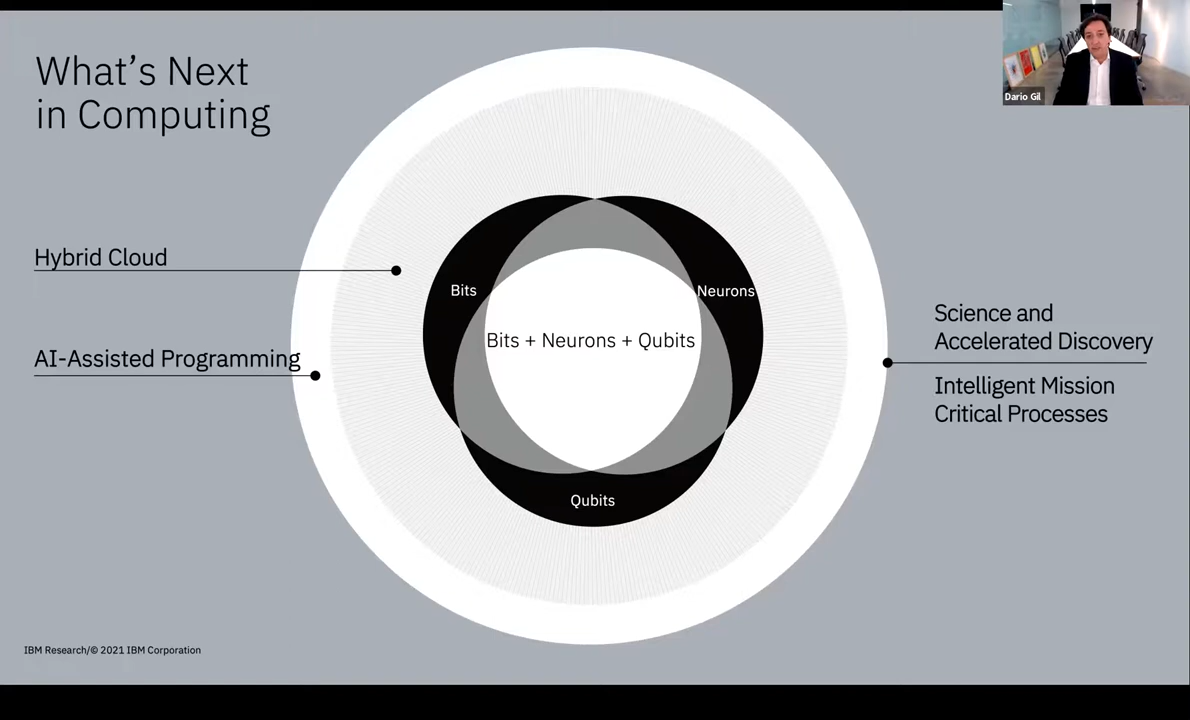 What’s Next
in Computing
Dario Gil
Hybrid Cloud
AI-Assisted Programming
Bits
Neurons
Bits + Neurons + Qubits
Qubits
Science and
Accelerated Discovery
Intelligent Mission
Critical Processes
IBM Research/© 2021 IBM Corporation